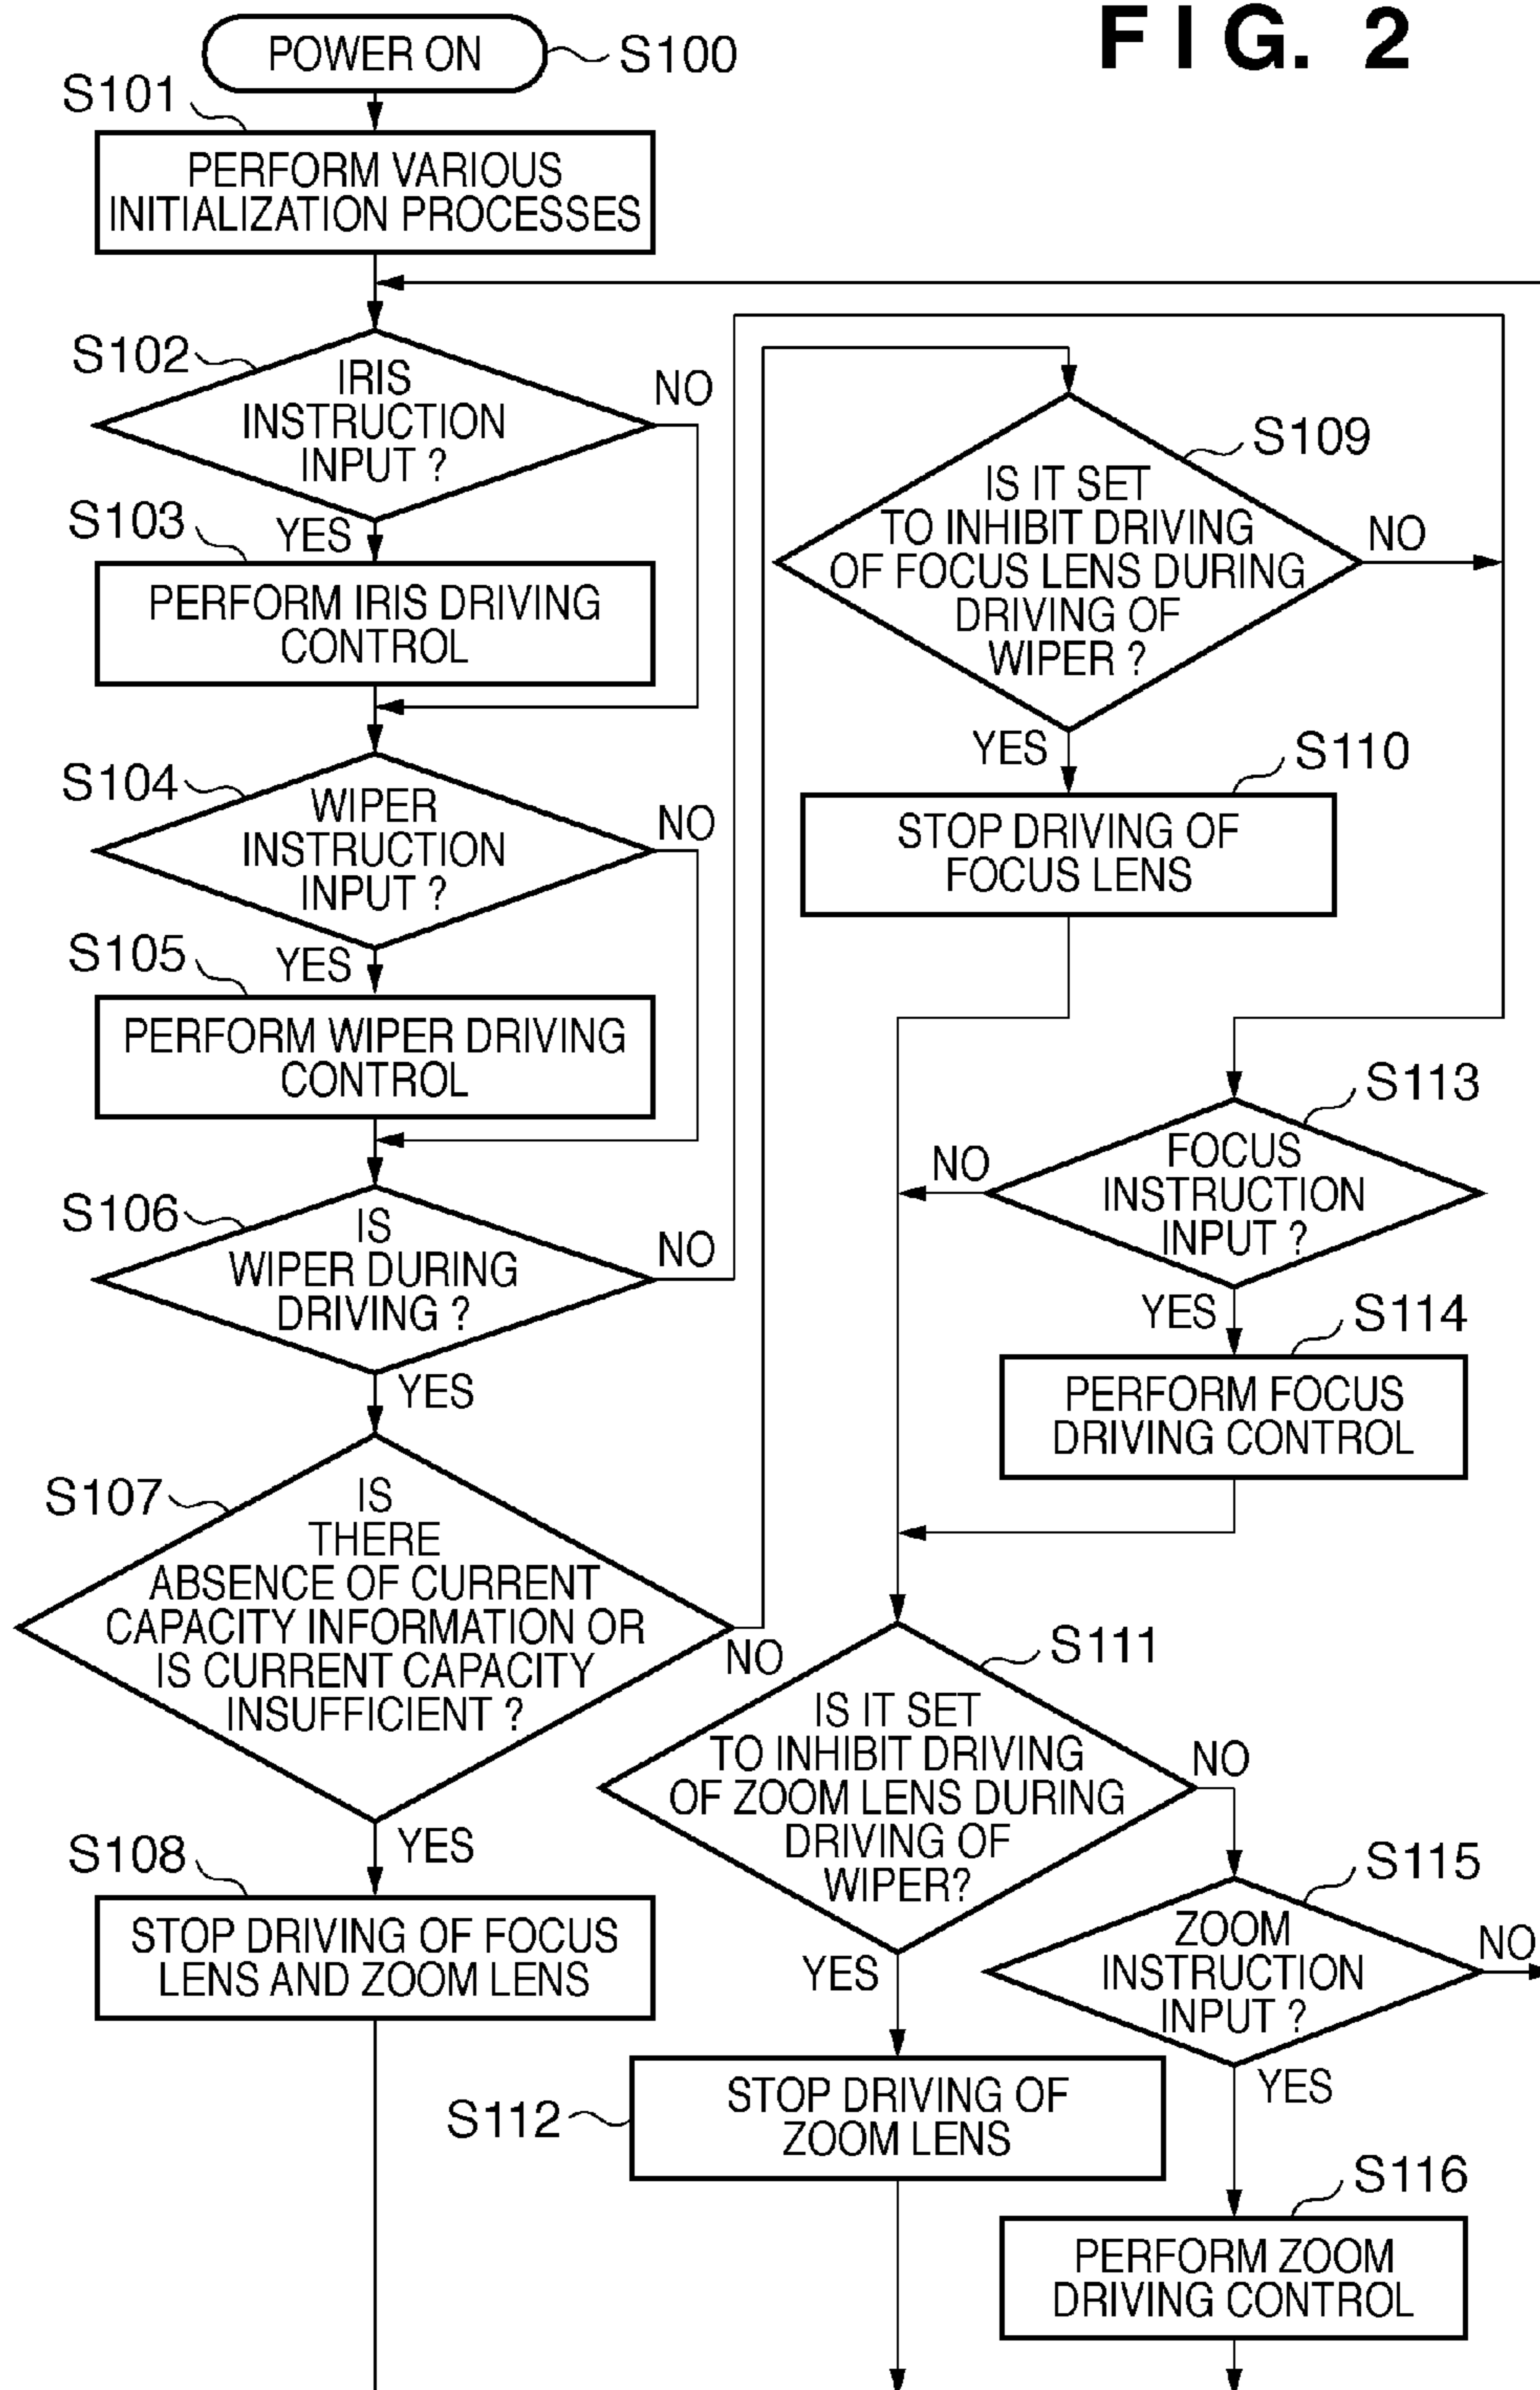 FIG. 2
POWER ON
S100
S101
PERFORM VARIOUS
INITIALIZATION PROCESSES
S102
IRIS
INSTRUCTION
INPUT ?
NO
YES
S103
PERFORM IRIS DRIVING
CONTROL
S104
WIPER
INSTRUCTION
INPUT ?
NO
YES
S105
PERFORM WIPER DRIVING
CONTROL
S106
IS
WIPER DURING
DRIVING ?
NO
YES
S107
IS
THERE
ABSENCE OF CURRENT
CAPACITY INFORMATION OR
IS CURRENT CAPACITY
INSUFFICIENT ?
NO
YES
S108
STOP DRIVING OF FOCUS
LENS AND ZOOM LENS
S109
IS IT SET
TO INHIBIT DRIVING
OF FOCUS LENS DURING
DRIVING OF
WIPER ?
NO
YES
S110
STOP DRIVING OF
FOCUS LENS
S113
FOCUS
INSTRUCTION
INPUT ?
NO
YES
S114
PERFORM FOCUS
DRIVING CONTROL
S111
IS IT SET
TO INHIBIT DRIVING
OF ZOOM LENS DURING
DRIVING OF
WIPER?
NO
YES
S112
STOP DRIVING OF
ZOOM LENS
S115
ZOOM
INSTRUCTION
INPUT ?
NO
YES
S116
PERFORM ZOOM
DRIVING CONTROL